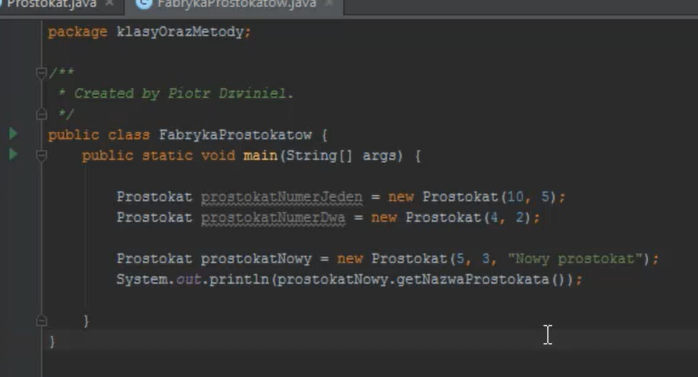 Prostokat.java × FabrykaProstokatow.java ×
package klasyOrazMetody;
/**
* Created by Piotr Dzwiniel.
*/
public class FabrykaProstokatow {
public static void main(String[] args) {
Prostokat prostokatNumerJeden = new Prostokat(10, 5);
Prostokat prostokatNumerDwa = new Prostokat(4, 2);
Prostokat prostokatNowy = new Prostokat(5, 3, "Nowy prostokat");
System.out.println(prostokatNowy.getNazwaProstokata());
}
}